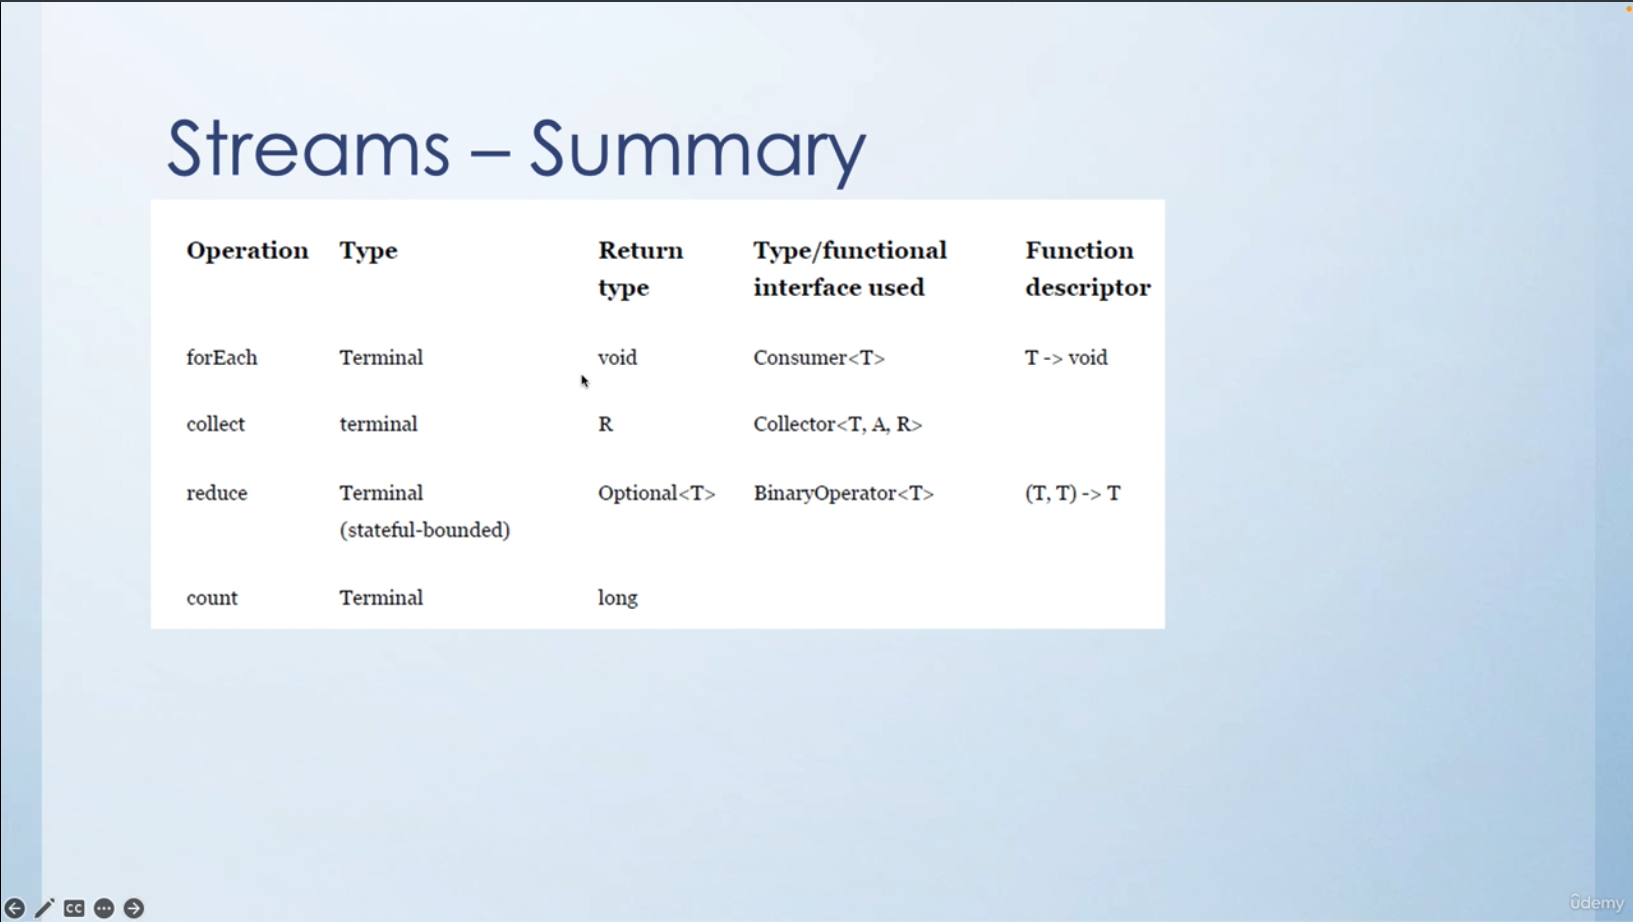 Streams – Summary
Operation Type Return type Type/functional interface used Function descriptor
forEach Terminal void Consumer<T> T -> void
collect terminal R Collector<T, A, R>
reduce Terminal (stateful-bounded) Optional<T> BinaryOperator<T> (T, T) -> T
count Terminal long
CC
ûdemy